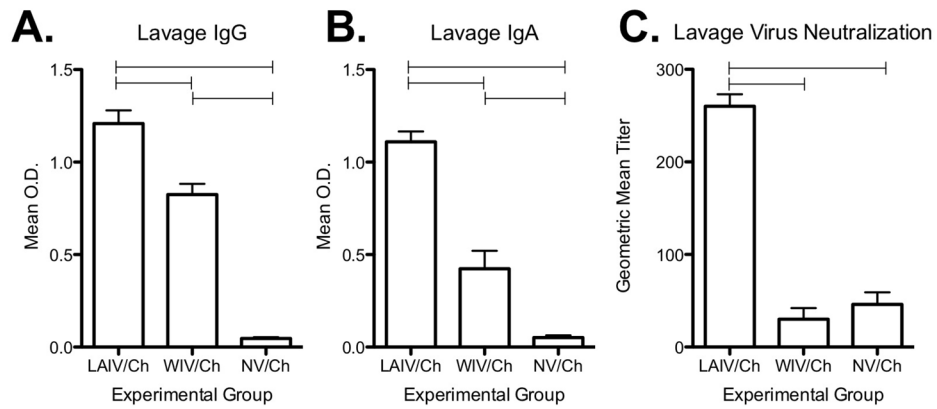 A. Lavage IgG
Mean O.D.
1.5
1.0
0.5
0.0
LAIV/Ch WIV/Ch NV/Ch
Experimental Group
B. Lavage IgA
Mean O.D.
1.5
1.0
0.5
0.0
LAIV/Ch WIV/Ch NV/Ch
Experimental Group
C. Lavage Virus Neutralization
Geometric Mean Titer
300
200
100
0
LAIV/Ch WIV/Ch NV/Ch
Experimental Group